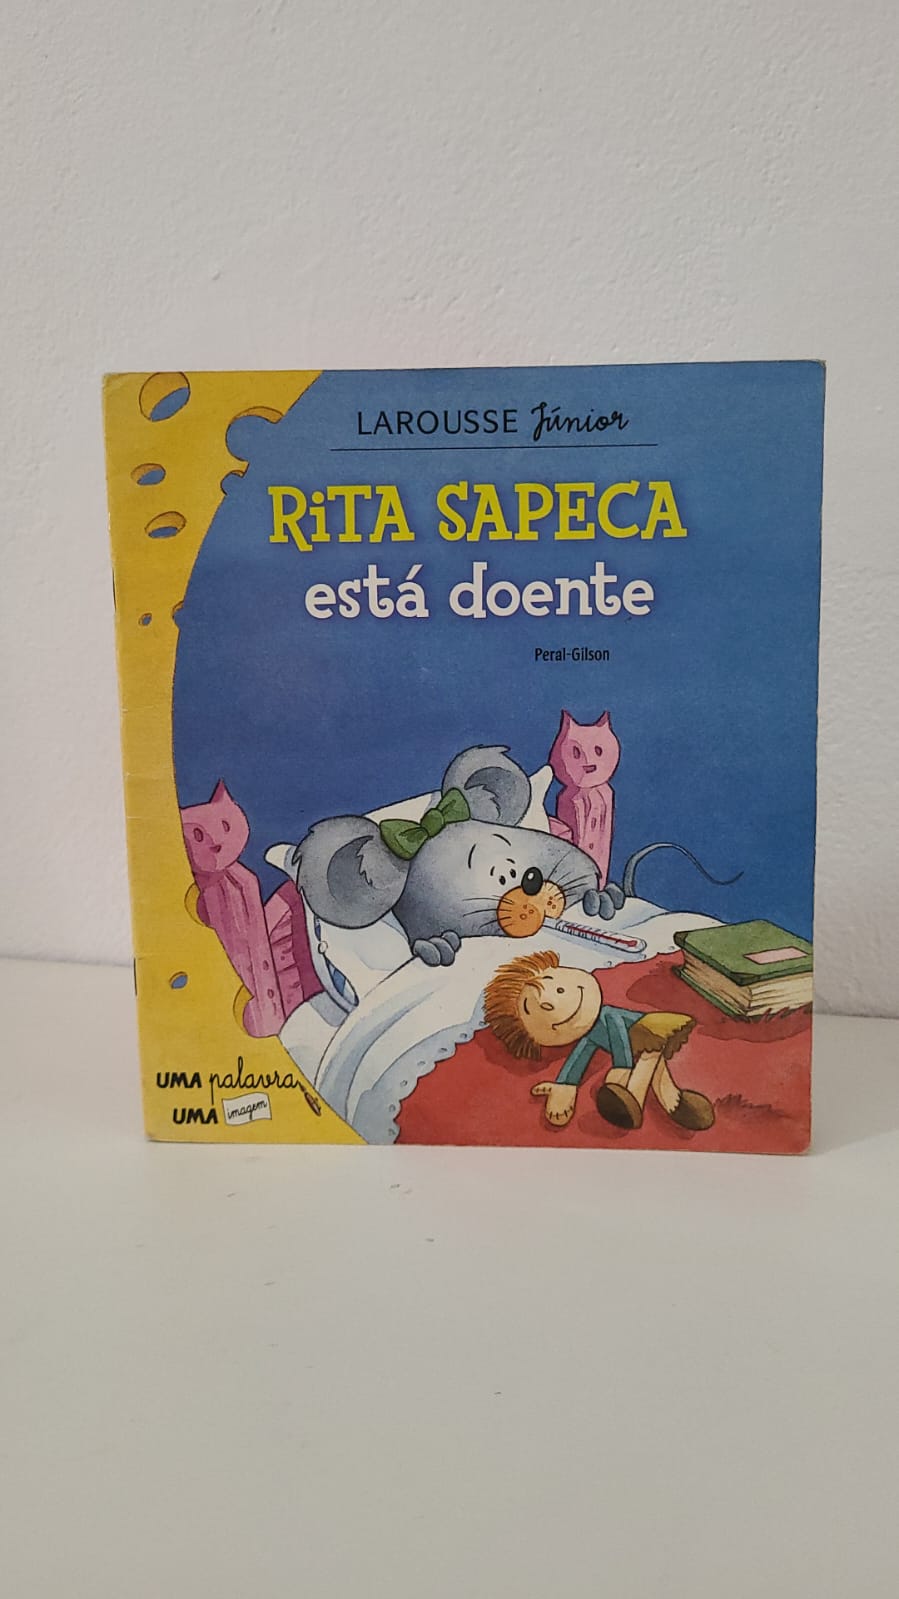 LAROUSSE Júnior
RiTA SAPECA
está doente
Peral-Gilson
UMA palavra
UMA imagem